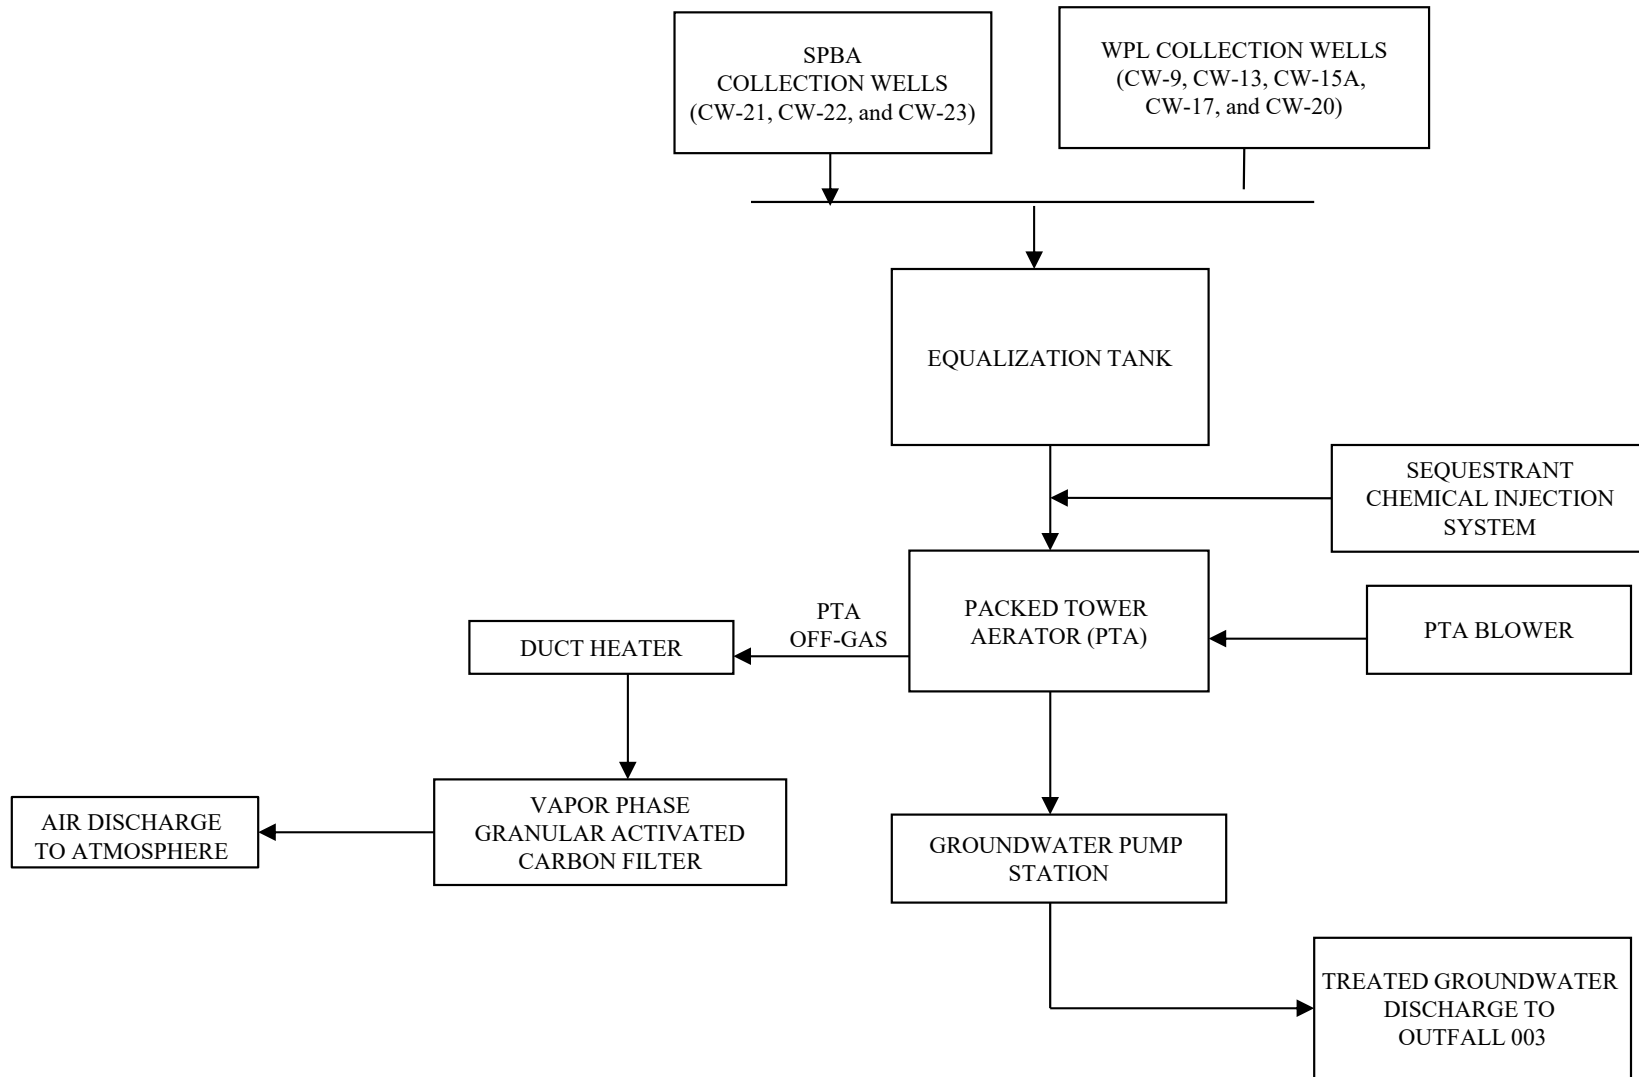 SPBA
COLLECTION WELLS
(CW-21, CW-22, and CW-23)
WPL COLLECTION WELLS
(CW-9, CW-13, CW-15A,
CW-17, and CW-20)
EQUALIZATION TANK
SEQUESTRANT
CHEMICAL INJECTION
SYSTEM
PACKED TOWER
AERATOR (PTA)
PTA BLOWER
PTA
OFF-GAS
DUCT HEATER
VAPOR PHASE
GRANULAR ACTIVATED
CARBON FILTER
AIR DISCHARGE
TO ATMOSPHERE
GROUNDWATER PUMP
STATION
TREATED GROUNDWATER
DISCHARGE TO
OUTFALL 003